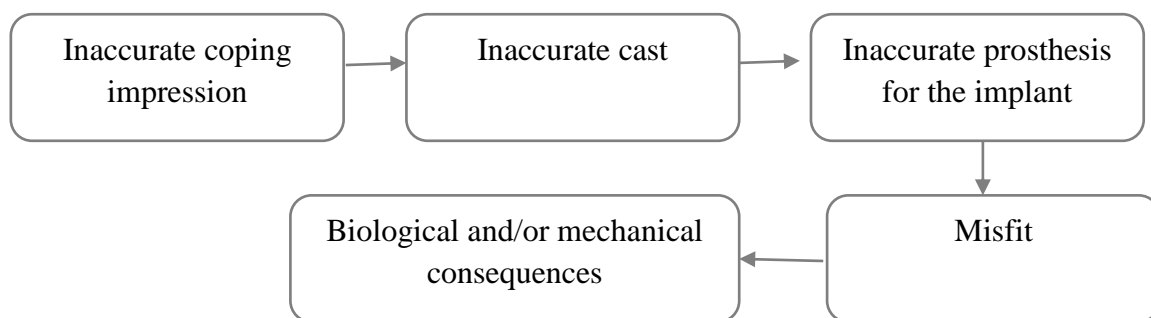 Inaccurate coping
impression
Inaccurate cast
Inaccurate prosthesis
for the implant
Misfit
Biological and/or mechanical
consequences